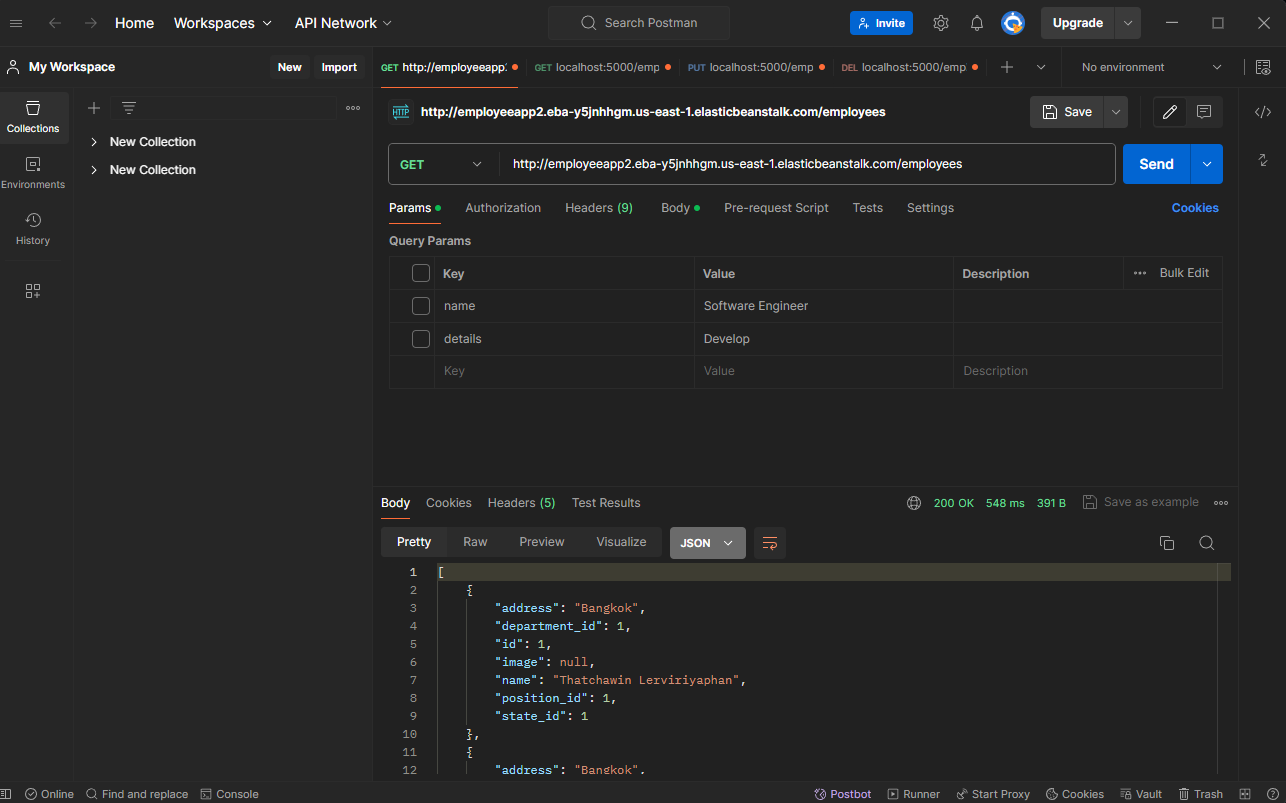 Home Workspaces API Network Search Postman Invite Upgrade
My Workspace New Import GET http://employeeapp GET localhost:5000/emp PUT localhost:5000/emp DEL localhost:5000/emp No environment
Collections
Environments
History
New Collection
New Collection
HTTP http://employeeapp2.eba-y5jnhhgm.us-east-1.elasticbeanstalk.com/employees Save
GET http://employeeapp2.eba-y5jnhhgm.us-east-1.elasticbeanstalk.com/employees Send
Params Authorization Headers (9) Body Pre-request Script Tests Settings Cookies
Query Params
Key Value Description Bulk Edit
name Software Engineer
details Develop
Key Value Description
Body Cookies Headers (5) Test Results 200 OK 548 ms 391 B Save as example
Pretty Raw Preview Visualize JSON
1 [
2 {
3 "address": "Bangkok",
4 "department_id": 1,
5 "id": 1,
6 "image": null,
7 "name": "Thatchawin Lerviriyaphan",
8 "position_id": 1,
9 "state_id": 1
10 },
11 {
12 "address": "Bangkok",
Online Find and replace Console Postbot Runner Start Proxy Cookies Vault Trash